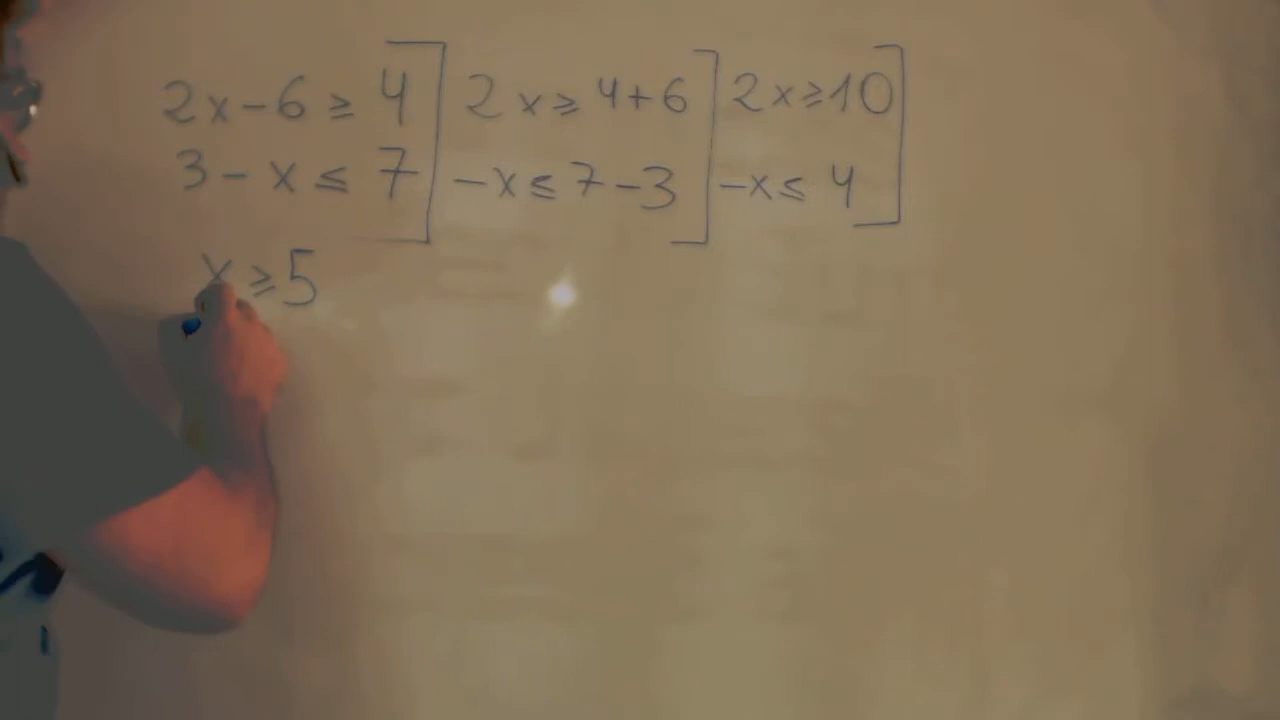 2x-6 ≥ 4] 2x ≥ 4+6] 2x ≥ 10]
3-x ≤ 7] -x ≤ 7-3] -x ≤ 4]
x ≥ 5